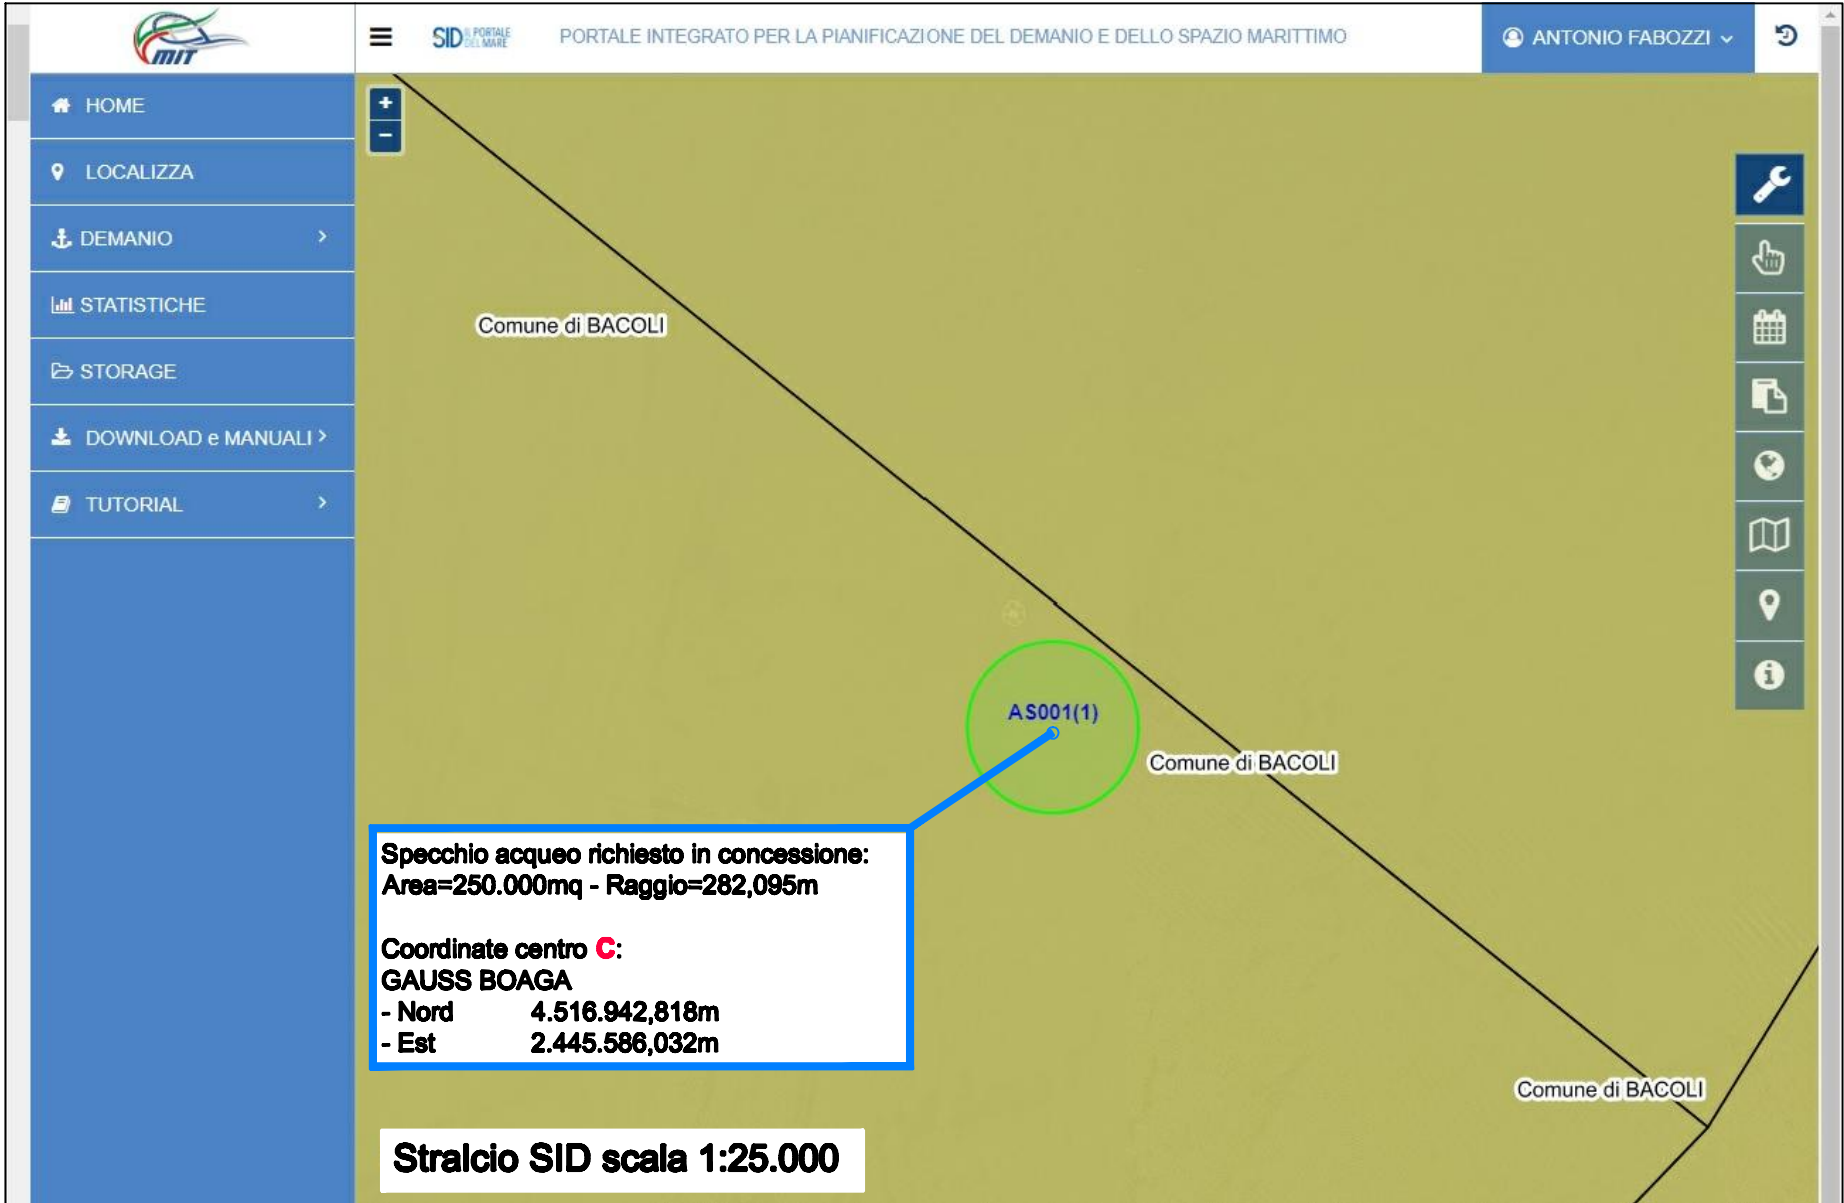 MIT
SID IL PORTALE
DEL MARE
PORTALE INTEGRATO PER LA PIANIFICAZIONE DEL DEMANIO E DELLO SPAZIO MARITTIMO
ANTONIO FABOZZI
HOME
LOCALIZZA
DEMANIO
STATISTICHE
STORAGE
DOWNLOAD e MANUALI
TUTORIAL
+
-
Comune di BACOLI
AS001(1)
Comune di BACOLI
Specchio acqueo richiesto in concessione:
Area=250.000mq - Raggio=282,095m
Coordinate centro C:
GAUSS BOAGA
- Nord 4.516.942,818m
- Est 2.445.586,032m
Comune di BACOLI
Stralcio SID scala 1:25.000